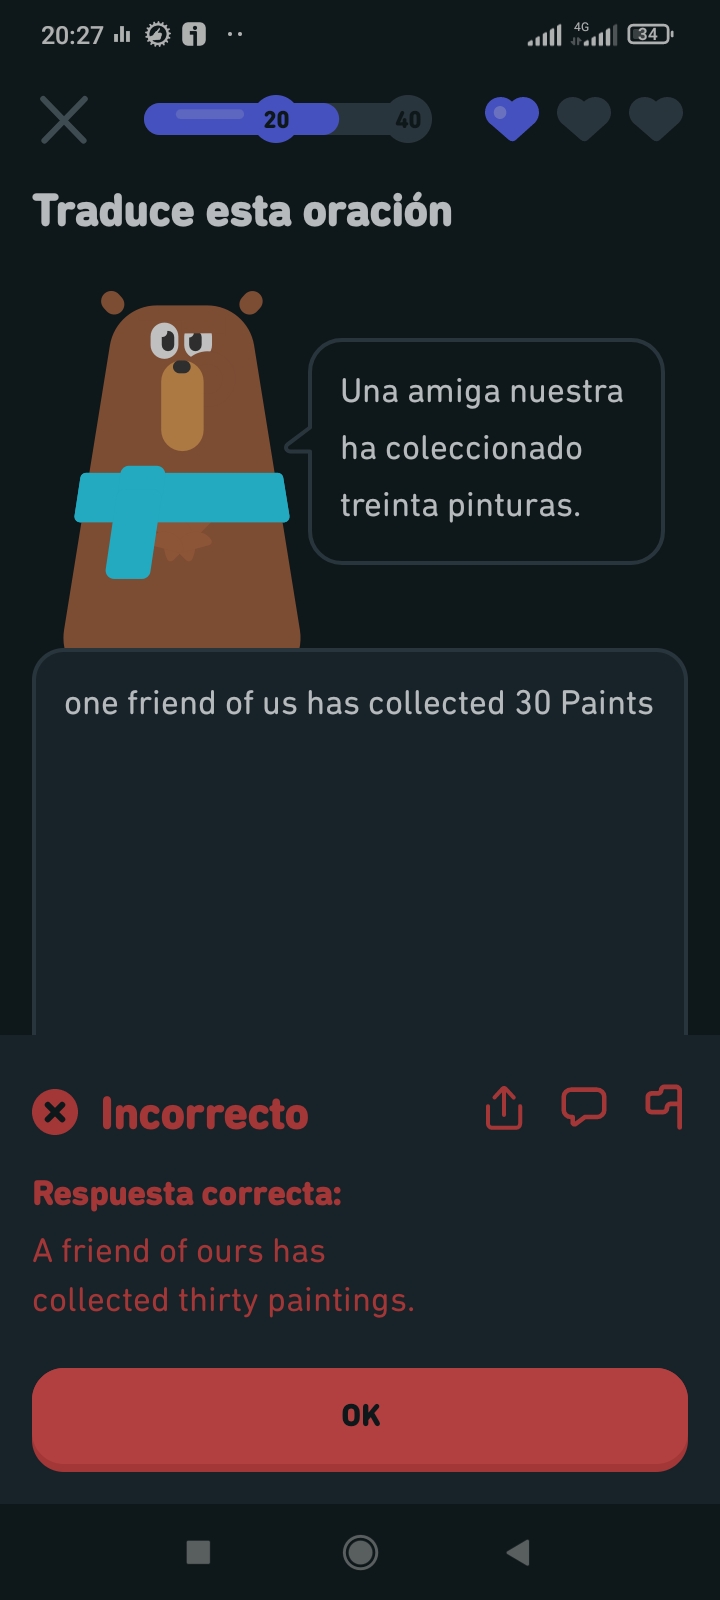 20:27
4G
34
20
40
Traduce esta oración
Una amiga nuestra
ha coleccionado
treinta pinturas.
one friend of us has collected 30 Paints
Incorrecto
Respuesta correcta:
A friend of ours has
collected thirty paintings.
OK